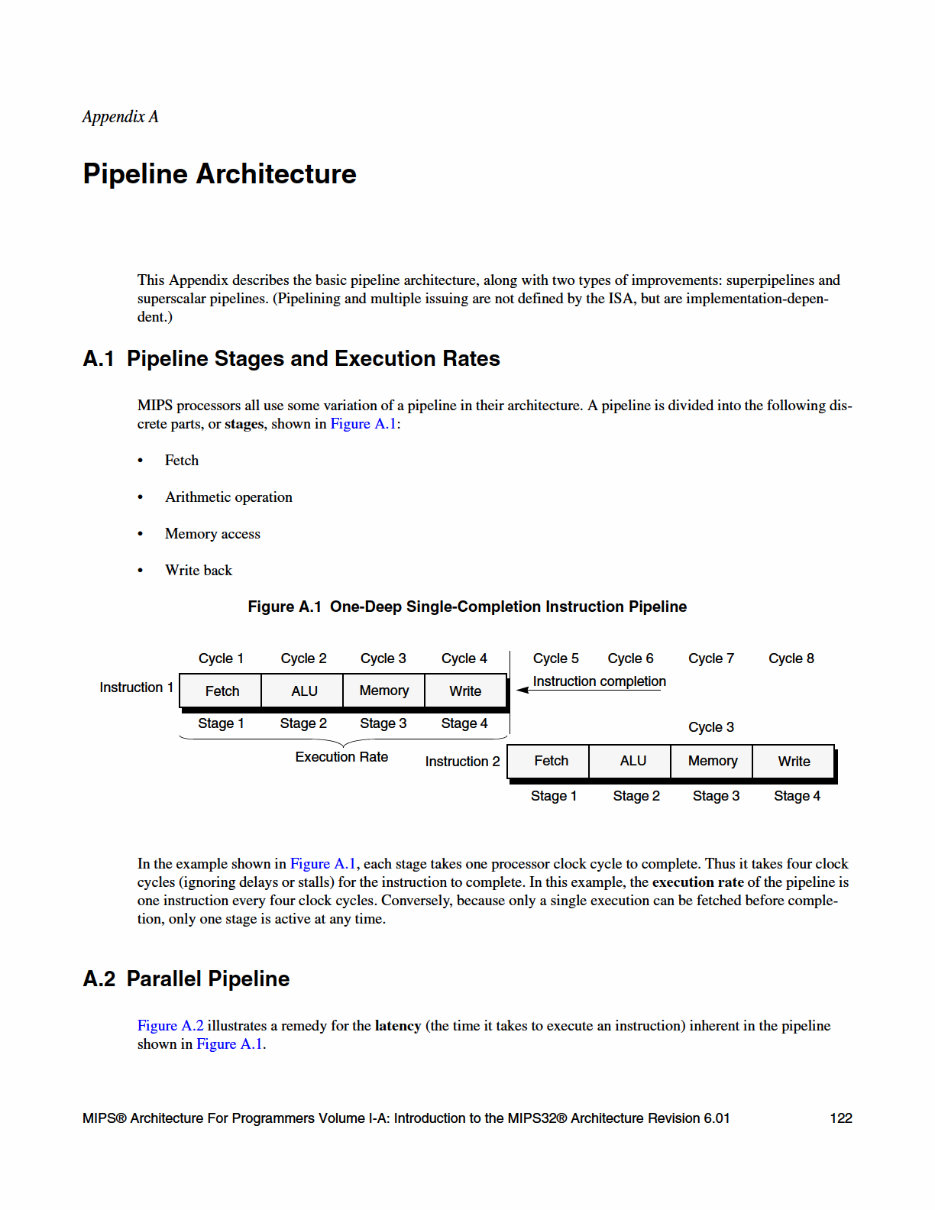 Appendix A
Pipeline Architecture
This Appendix describes the basic pipeline architecture, along with two types of improvements: superpipelines and
superscalar pipelines. (Pipelining and multiple issuing are not defined by the ISA, but are implementation-depen-
dent.)
A.1 Pipeline Stages and Execution Rates
MIPS processors all use some variation of a pipeline in their architecture. A pipeline is divided into the following dis-
crete parts, or stages, shown in Figure A.1:
• Fetch
• Arithmetic operation
• Memory access
• Write back
Figure A.1 One-Deep Single-Completion Instruction Pipeline
Cycle 1 Cycle 2 Cycle 3 Cycle 4 Cycle 5 Cycle 6 Cycle 7 Cycle 8
Instruction 1 Fetch ALU Memory Write Instruction completion
Stage 1 Stage 2 Stage 3 Stage 4 Cycle 3
Execution Rate Instruction 2 Fetch ALU Memory Write
Stage 1 Stage 2 Stage 3 Stage 4
In the example shown in Figure A.1, each stage takes one processor clock cycle to complete. Thus it takes four clock
cycles (ignoring delays or stalls) for the instruction to complete. In this example, the execution rate of the pipeline is
one instruction every four clock cycles. Conversely, because only a single execution can be fetched before comple-
tion, only one stage is active at any time.
A.2 Parallel Pipeline
Figure A.2 illustrates a remedy for the latency (the time it takes to execute an instruction) inherent in the pipeline
shown in Figure A.1.
MIPS® Architecture For Programmers Volume I-A: Introduction to the MIPS32® Architecture Revision 6.01 122